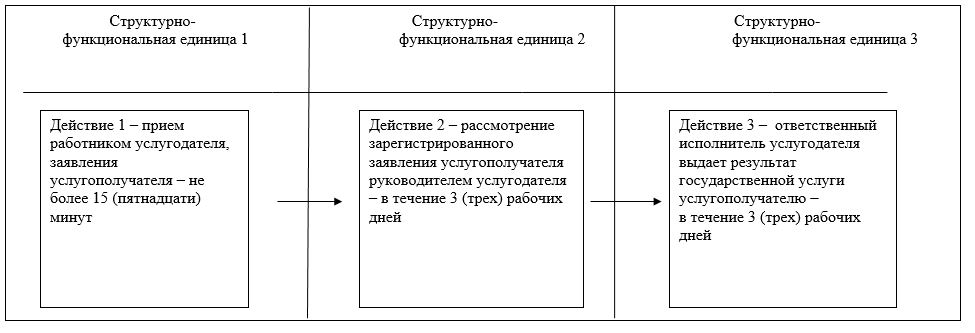 Структурно-
функциональная единица 1
Структурно-
функциональная единица 2
Структурно-
функциональная единица 3
Действие 1 – прием
работником услугодателя,
заявления
услугополучателя – не
более 15 (пятнадцати)
минут
Действие 2 – рассмотрение
зарегистрированного
заявления услугополучателя
руководителем услугодателя
– в течение 3 (трех) рабочих
дней
Действие 3 – ответственный
исполнитель услугодателя
выдает результат
государственной услуги
услугополучателю –
в течение 3 (трех) рабочих
дней